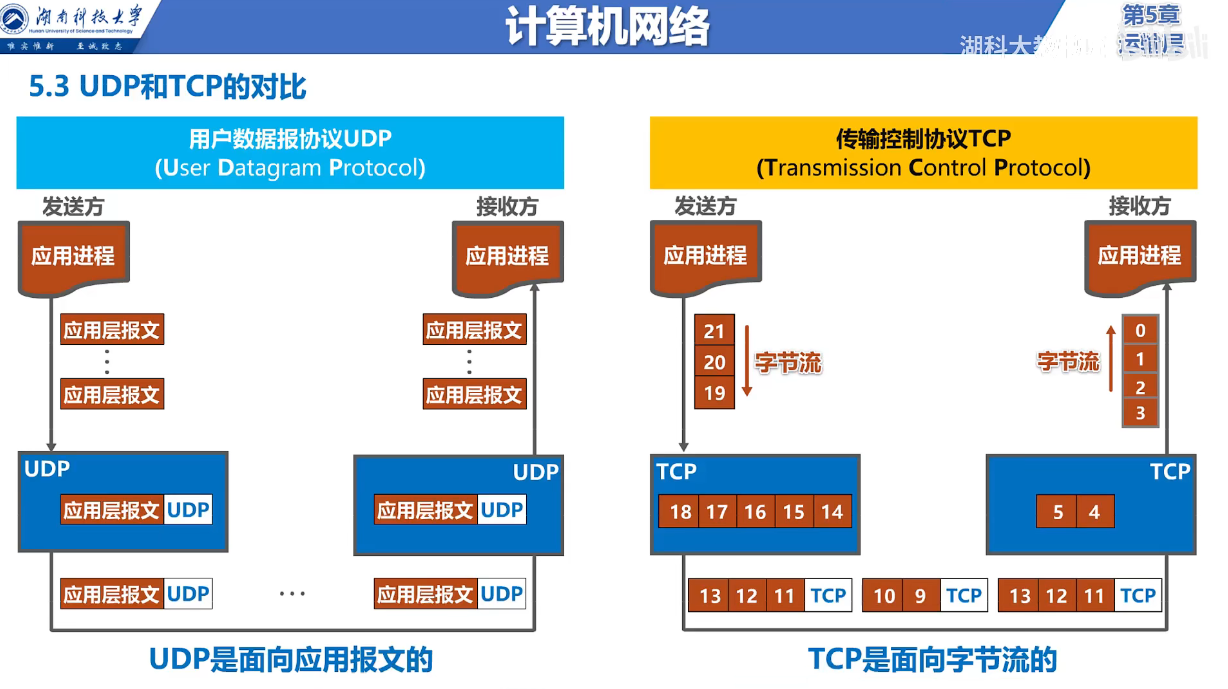 湖南科技大学
Hunan University of Science and Technology
唯实惟新 至诚致志
计算机网络
第5章
运输层
湖科大教书匠
5.3 UDP和TCP的对比
用户数据报协议UDP
(User Datagram Protocol)
发送方
接收方
应用进程
应用进程
应用层报文
应用层报文
应用层报文
应用层报文
UDP
UDP
应用层报文 UDP
应用层报文 UDP
应用层报文 UDP
...
应用层报文 UDP
UDP是面向应用报文的
传输控制协议TCP
(Transmission Control Protocol)
发送方
接收方
应用进程
应用进程
21
20
19
字节流
字节流
0
1
2
3
TCP
TCP
18 17 16 15 14
5 4
13 12 11 TCP
10 9 TCP
13 12 11 TCP
TCP是面向字节流的